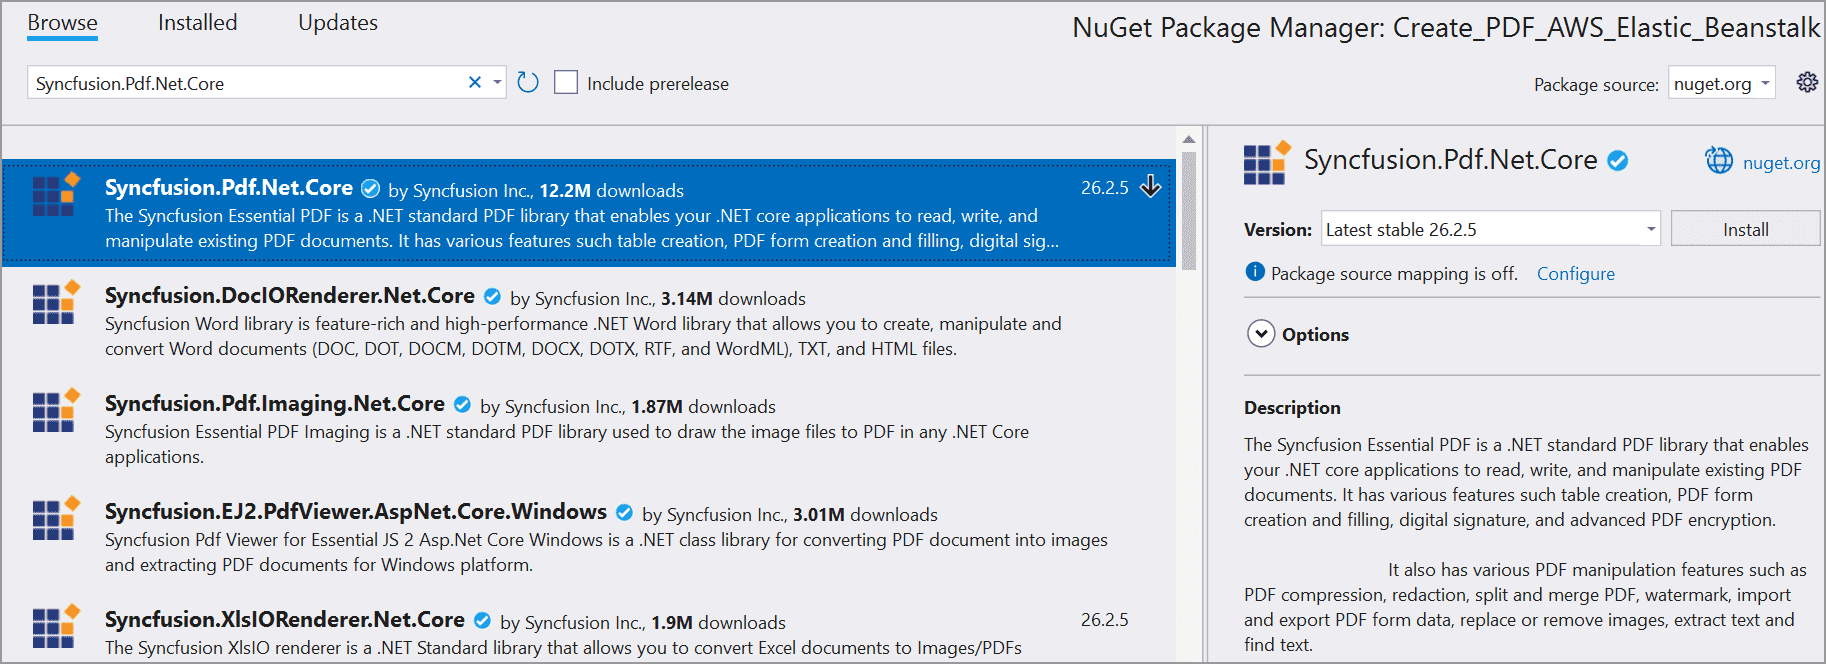 Browse Installed Updates NuGet Package Manager: Create_PDF_AWS_Elastic_Beanstalk
Syncfusion.Pdf.Net.Core Include prerelease Package source: nuget.org
Syncfusion.Pdf.Net.Core by Syncfusion Inc., 12.2M downloads 26.2.5
The Syncfusion Essential PDF is a .NET standard PDF library that enables your .NET core applications to read, write, and
manipulate existing PDF documents. It has various features such table creation, PDF form creation and filling, digital sig...
Syncfusion.DocIORenderer.Net.Core by Syncfusion Inc., 3.14M downloads
Syncfusion Word library is feature-rich and high-performance .NET Word library that allows you to create, manipulate and
convert Word documents (DOC, DOT, DOCM, DOTM, DOCX, DOTX, RTF, and WordML), TXT, and HTML files.
Syncfusion.Pdf.Imaging.Net.Core by Syncfusion Inc., 1.87M downloads
Syncfusion Essential PDF Imaging is a .NET standard PDF library used to draw the image files to PDF in any .NET Core
applications.
Syncfusion.EJ2.PdfViewer.AspNet.Core.Windows by Syncfusion Inc., 3.01M downloads
Syncfusion Pdf Viewer for Essential JS 2 Asp.Net Core Windows is a .NET class library for converting PDF document into images
and extracting PDF documents for Windows platform.
Syncfusion.XlsIORenderer.Net.Core by Syncfusion Inc., 1.9M downloads 26.2.5
The Syncfusion XlsIO renderer is a .NET Standard library that allows you to convert Excel documents to Images/PDFs
Syncfusion.Pdf.Net.Core nuget.org
Version: Latest stable 26.2.5 Install
Package source mapping is off. Configure
Options
Description
The Syncfusion Essential PDF is a .NET standard PDF library that enables
your .NET core applications to read, write, and manipulate existing PDF
documents. It has various features such table creation, PDF form
creation and filling, digital signature, and advanced PDF encryption.
It also has various PDF manipulation features such as
PDF compression, redaction, split and merge PDF, watermark, import
and export PDF form data, replace or remove images, extract text and
find text.